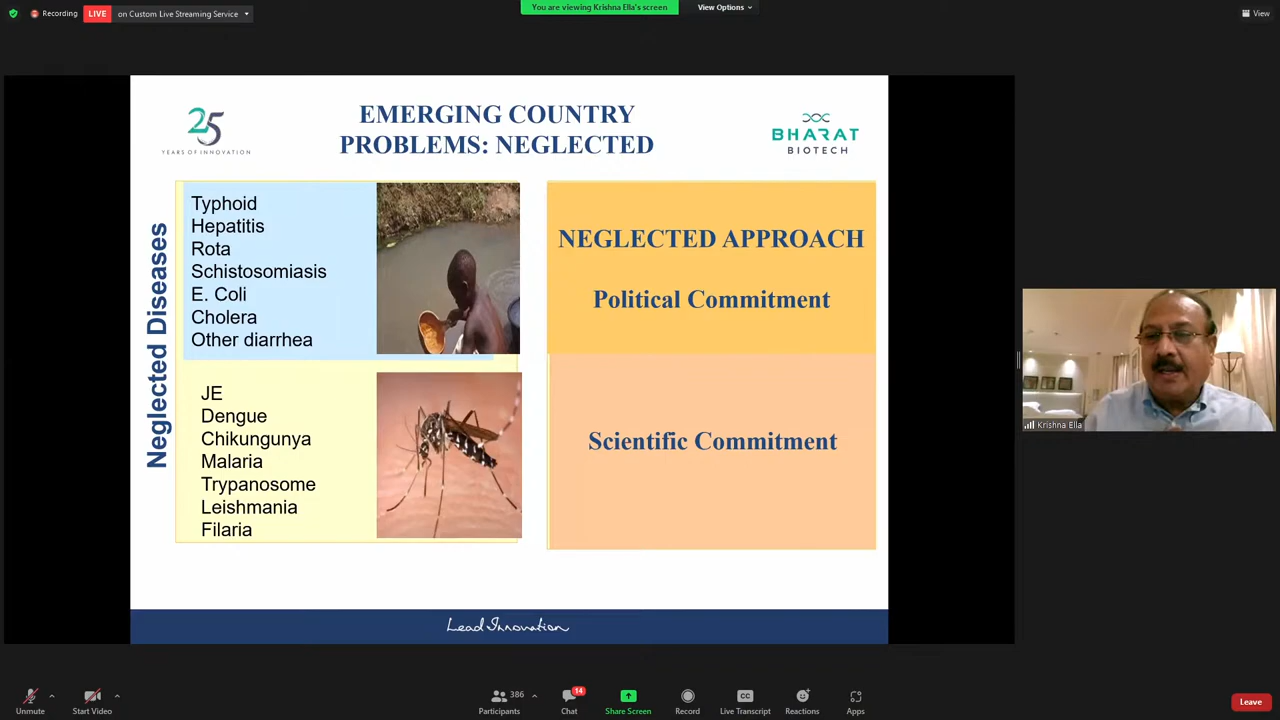 Recording
LIVE
on Custom Live Streaming Service
You are viewing Krishna Ella's screen
View Options
View
25
YEARS OF INNOVATION
EMERGING COUNTRY
PROBLEMS: NEGLECTED
BHARAT
BIOTECH
Neglected Diseases
Typhoid
Hepatitis
Rota
Schistosomiasis
E. Coli
Cholera
Other diarrhea
JE
Dengue
Chikungunya
Malaria
Trypanosome
Leishmania
Filaria
NEGLECTED APPROACH
Political Commitment
Scientific Commitment
Krishna Ella
Lead Innovation
Unmute
Start Video
386
Participants
14
Chat
Share Screen
Record
CC
Live Transcript
Reactions
Apps
Leave